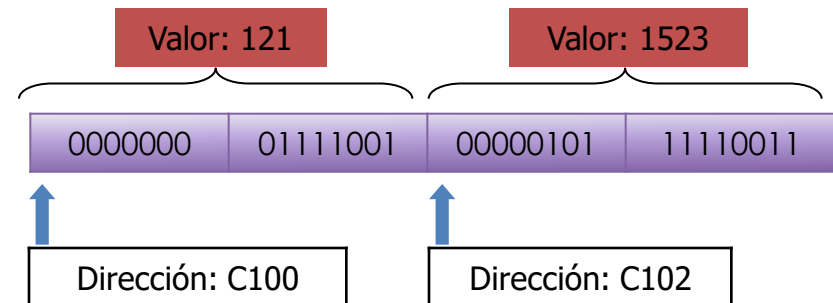 Valor: 121
Valor: 1523
0000000 01111001 00000101 11110011
Dirección: C100
Dirección: C102